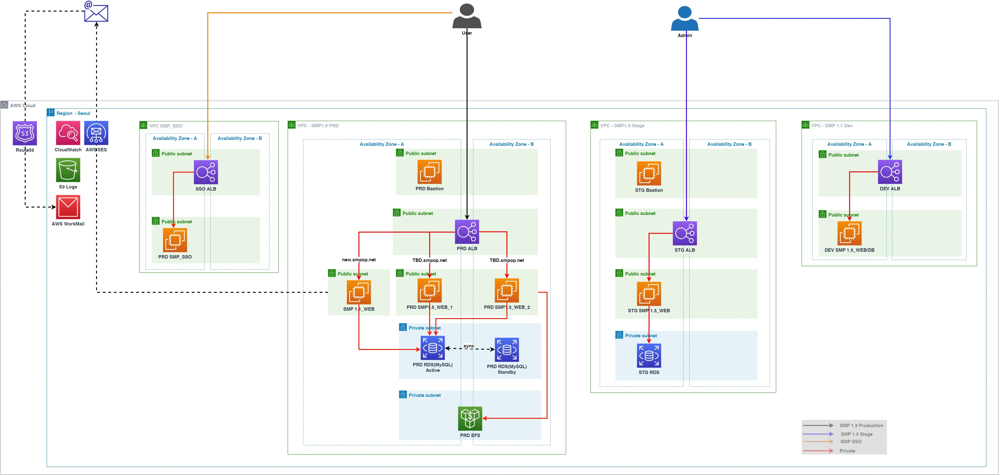 @
User
Admin
AWS Cloud
Region - Seoul
53
Route53
CloudWatch
AWS SES
S3 Logs
AWS WorkMail
VPC SMP_SSO
Availability Zone - A
Availability Zone - B
Public subnet
SSO ALB
Public subnet
PRD SMP_SSO
VPC - SMP1.5 PRD
Availability Zone - A
Availability Zone - B
Public subnet
PRD Bastion
Public subnet
PRD ALB
new.smpop.net
TBD.smpop.net
TBD.smpop.net
Public subnet
SMP 1.1_WEB
Public subnet
PRD SMP1.5_WEB_1
PRD SMP1.5_WEB_2
Private subnet
sync
PRD RDS(MySQL)
Active
PRD RDS(MySQL)
Standby
Private subnet
$
PRD EFS
VPC - SMP1.5 Stage
Availability Zone - A
Availability Zone - B
Public subnet
STG Bastion
Public subnet
STG ALB
Public subnet
STG SMP 1.5_WEB
Private subnet
STG RDS
VPC - SMP 1.1 Dev
Availability Zone - A
Availability Zone - B
Public subnet
DEV ALB
Public subnet
DEV SMP 1.5_WEB/DB
SMP 1.5 Production
SMP 1.5 Stage
SMP SSO
Private